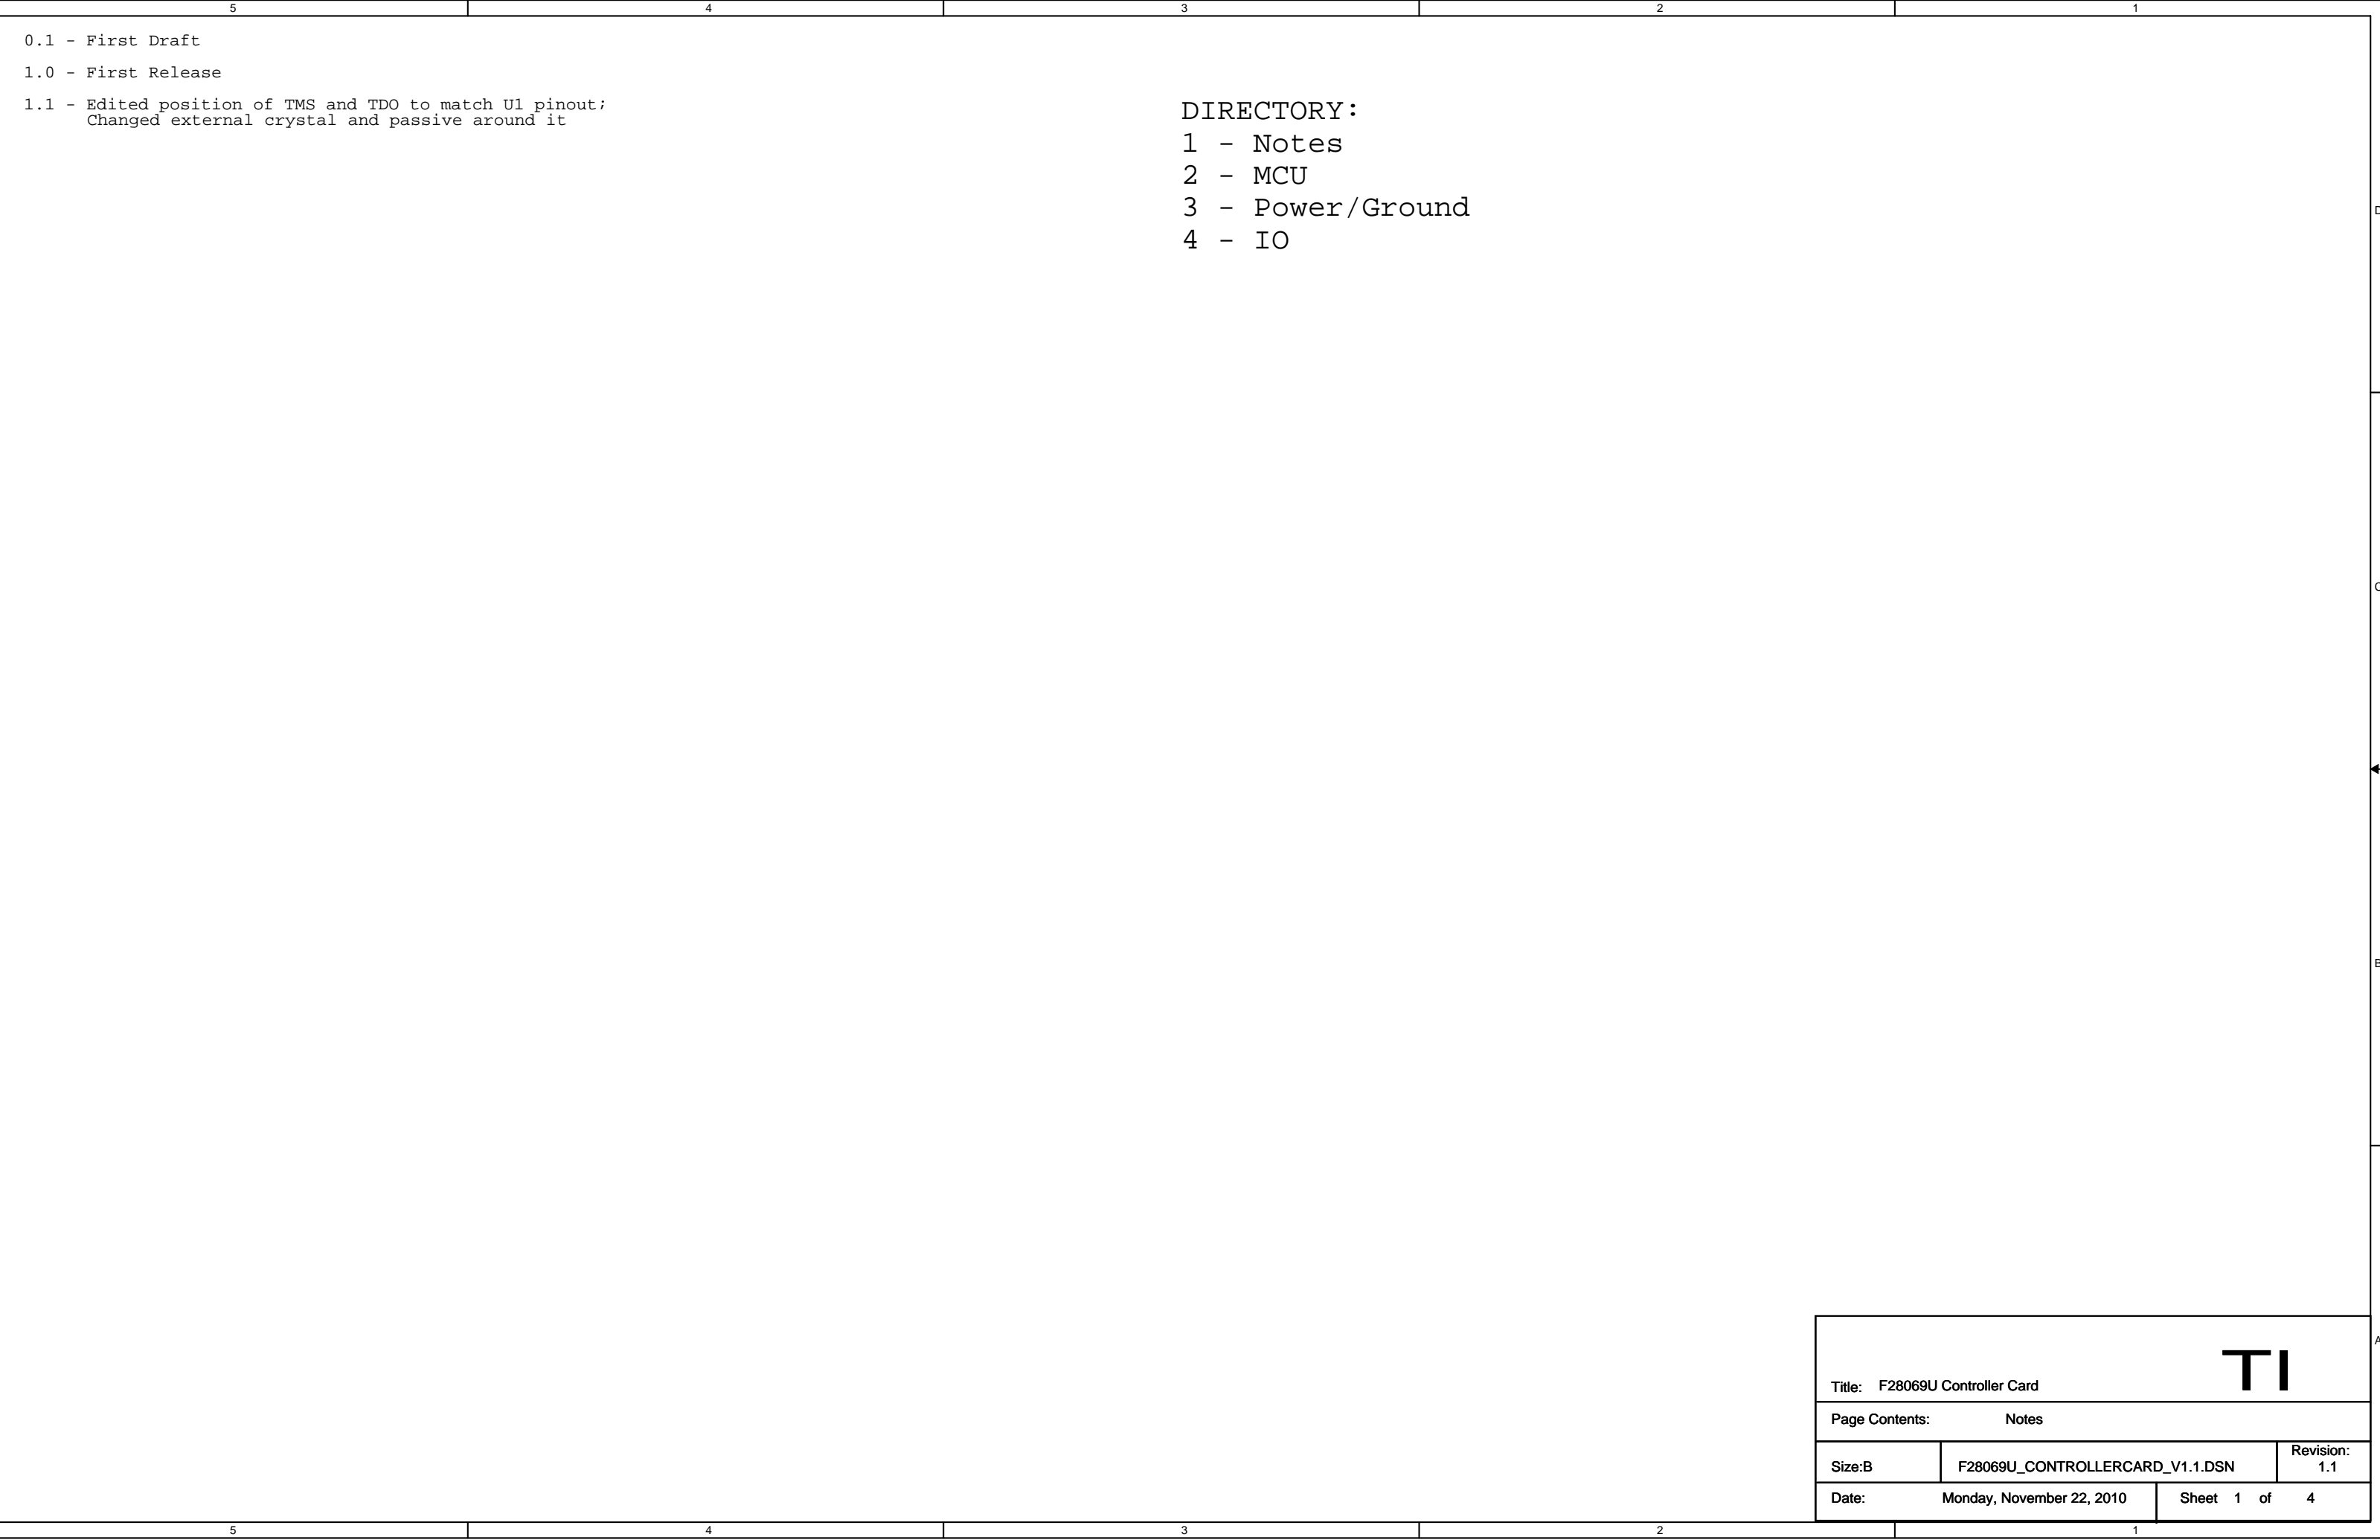 5 4 3 2 1
0.1 - First Draft
1.0 - First Release
1.1 - Edited position of TMS and TDO to match U1 pinout;
Changed external crystal and passive around it
DIRECTORY:
1 - Notes
2 - MCU
3 - Power/Ground
4 - IO
D
C
B
A
TI
Title: F28069U Controller Card
Page Contents: Notes
Size:B F28069U_CONTROLLERCARD_V1.1.DSN Revision:
1.1
Date: Monday, November 22, 2010 Sheet 1 of 4
5 4 3 2 1